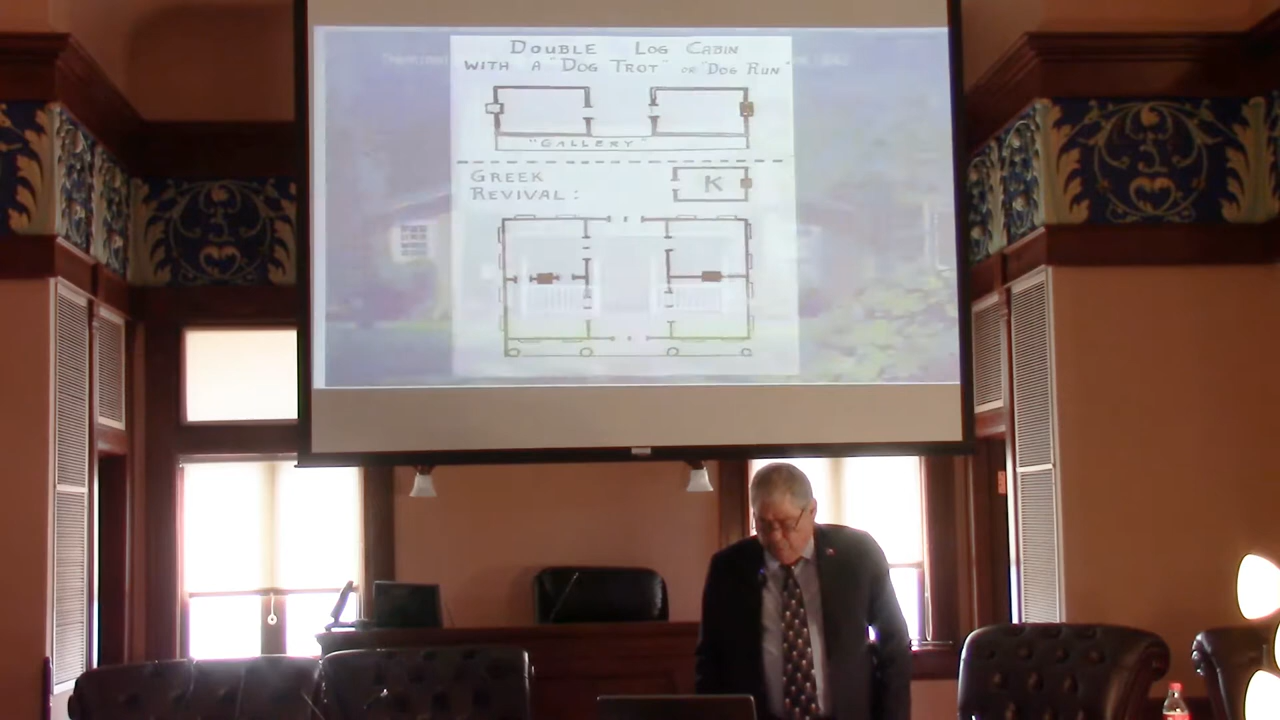 DOUBLE LOG CABIN
WITH A "DOG TROT" OR "DOG RUN"
"GALLERY"
GREEK
REVIVAL:
K